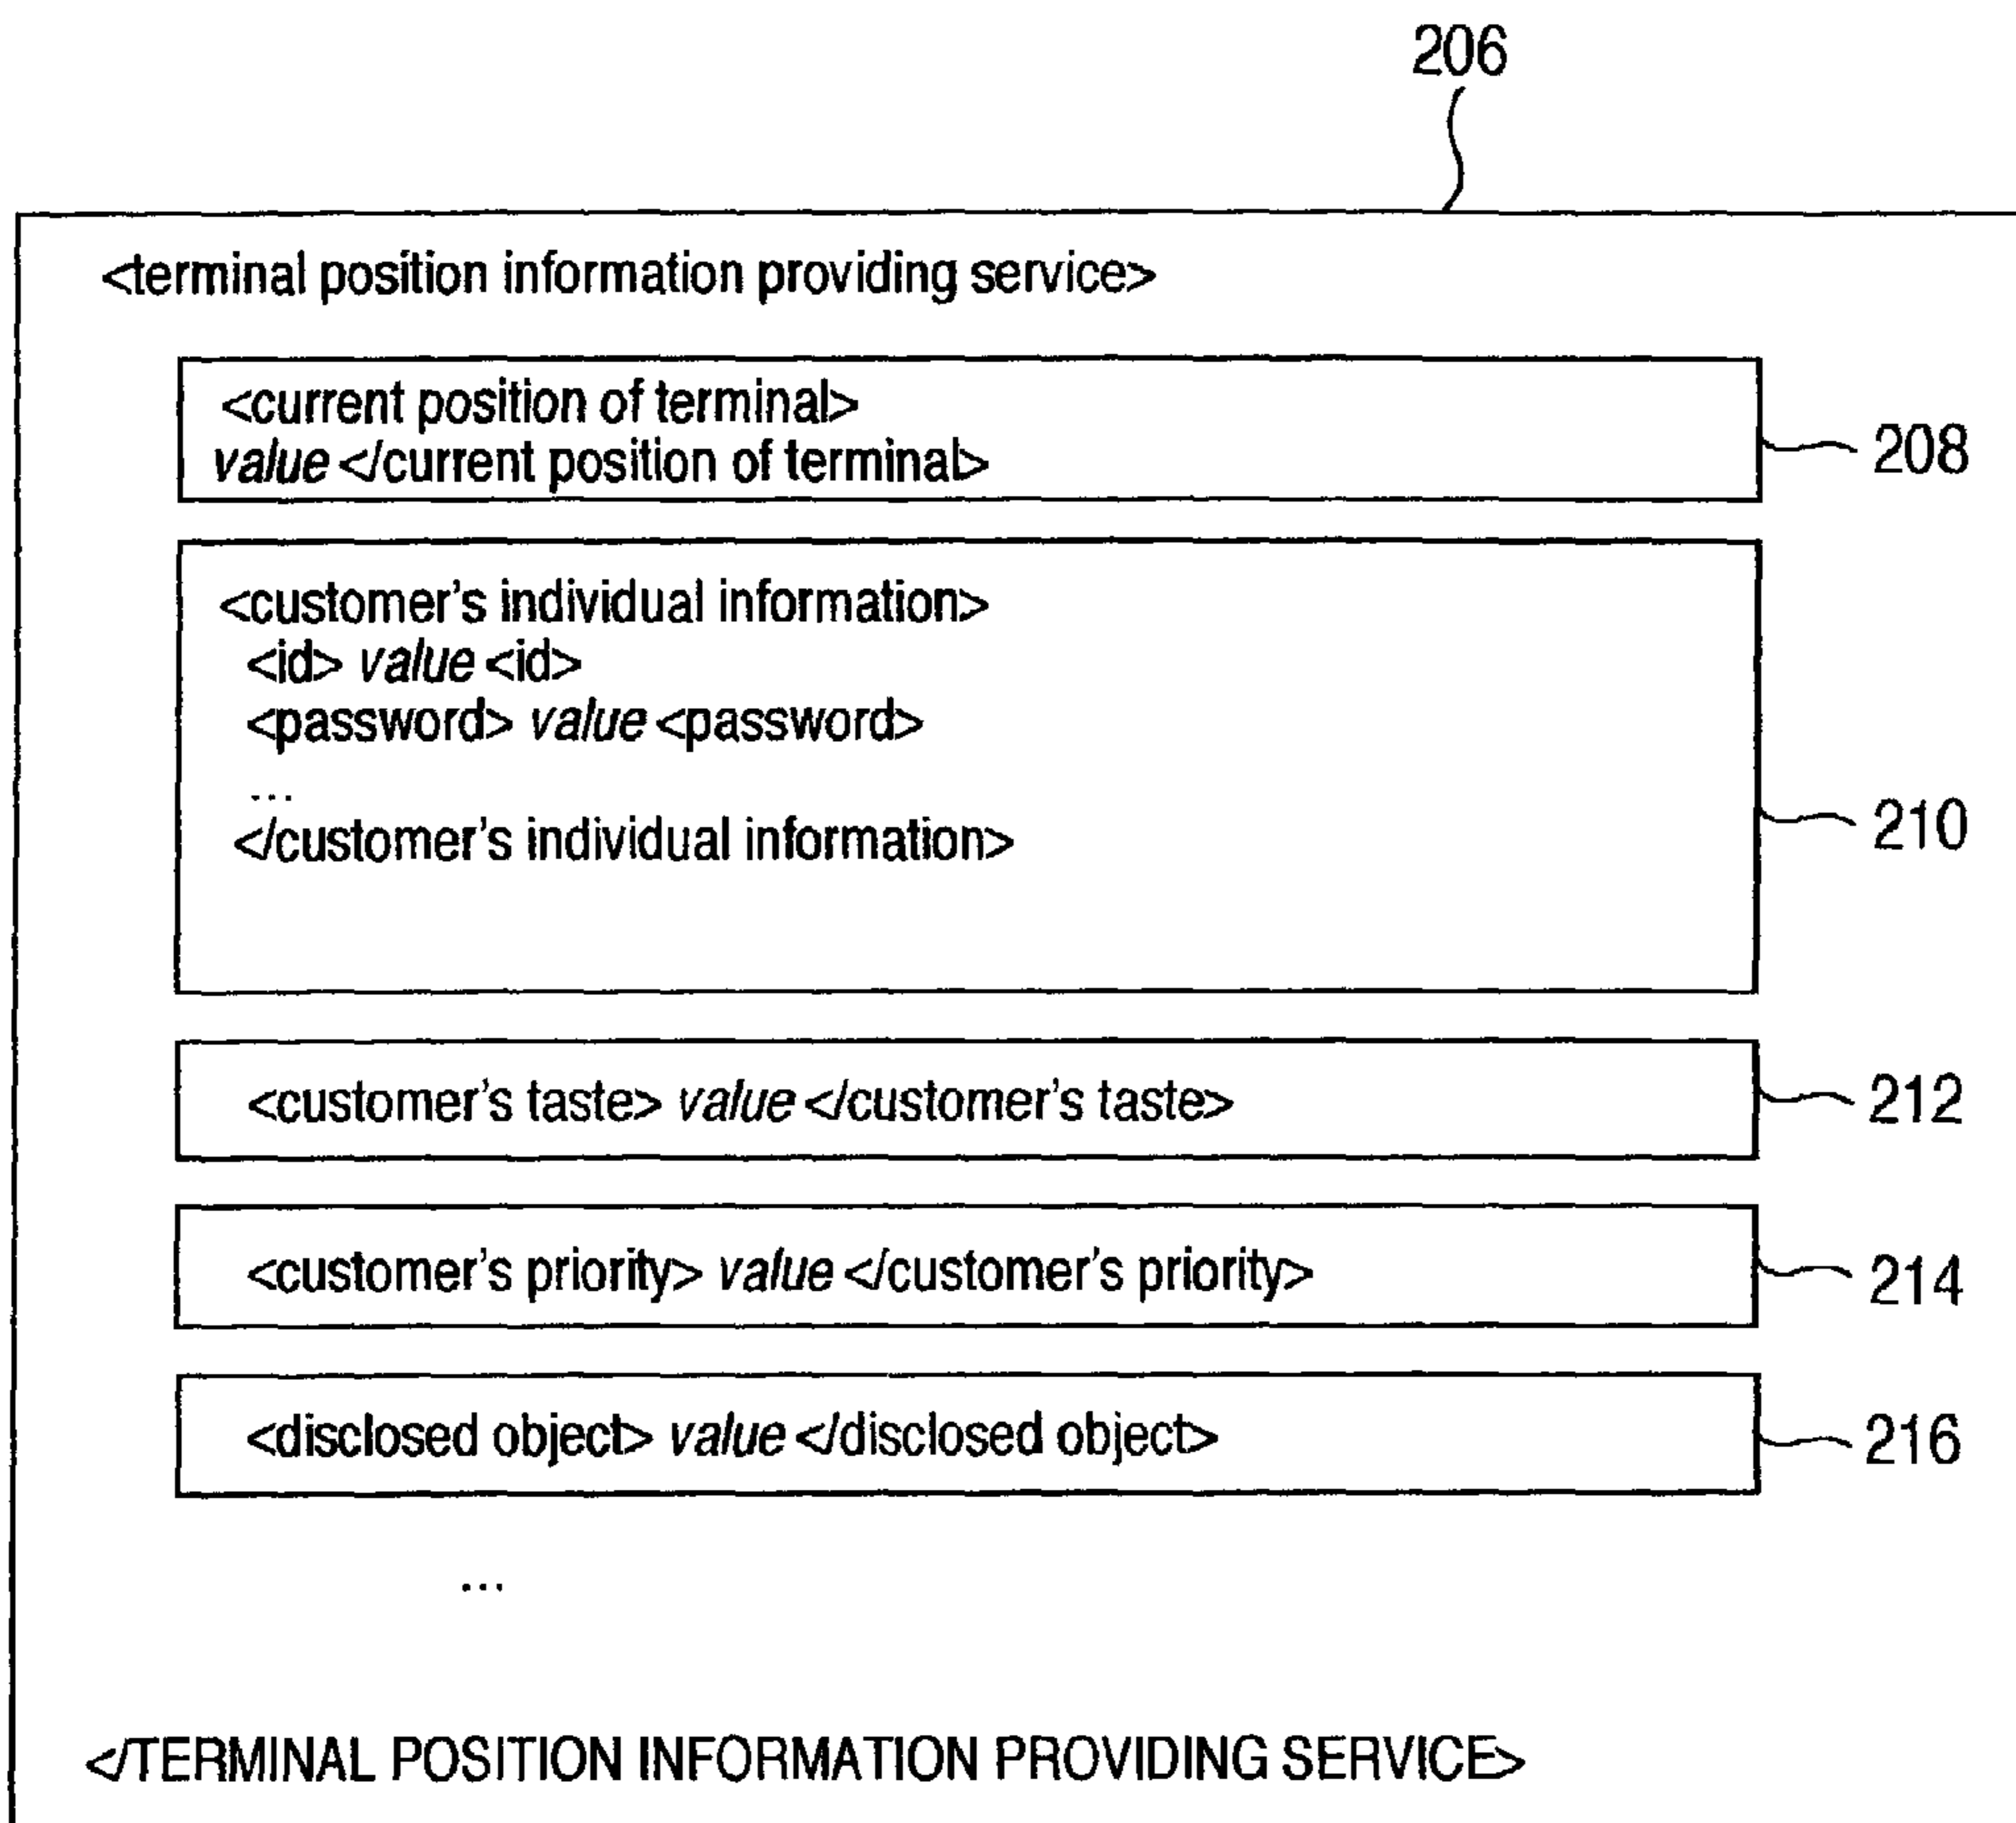 206
<terminal position information providing service>
<current position of terminal>
value </current position of terminal>
208
<customer's individual information>
<id> value <id>
<password> value <password>
...
</customer's individual information>
210
<customer's taste> value </customer's taste>
212
<customer's priority> value </customer's priority>
214
<disclosed object> value </disclosed object>
216
...
</TERMINAL POSITION INFORMATION PROVIDING SERVICE>